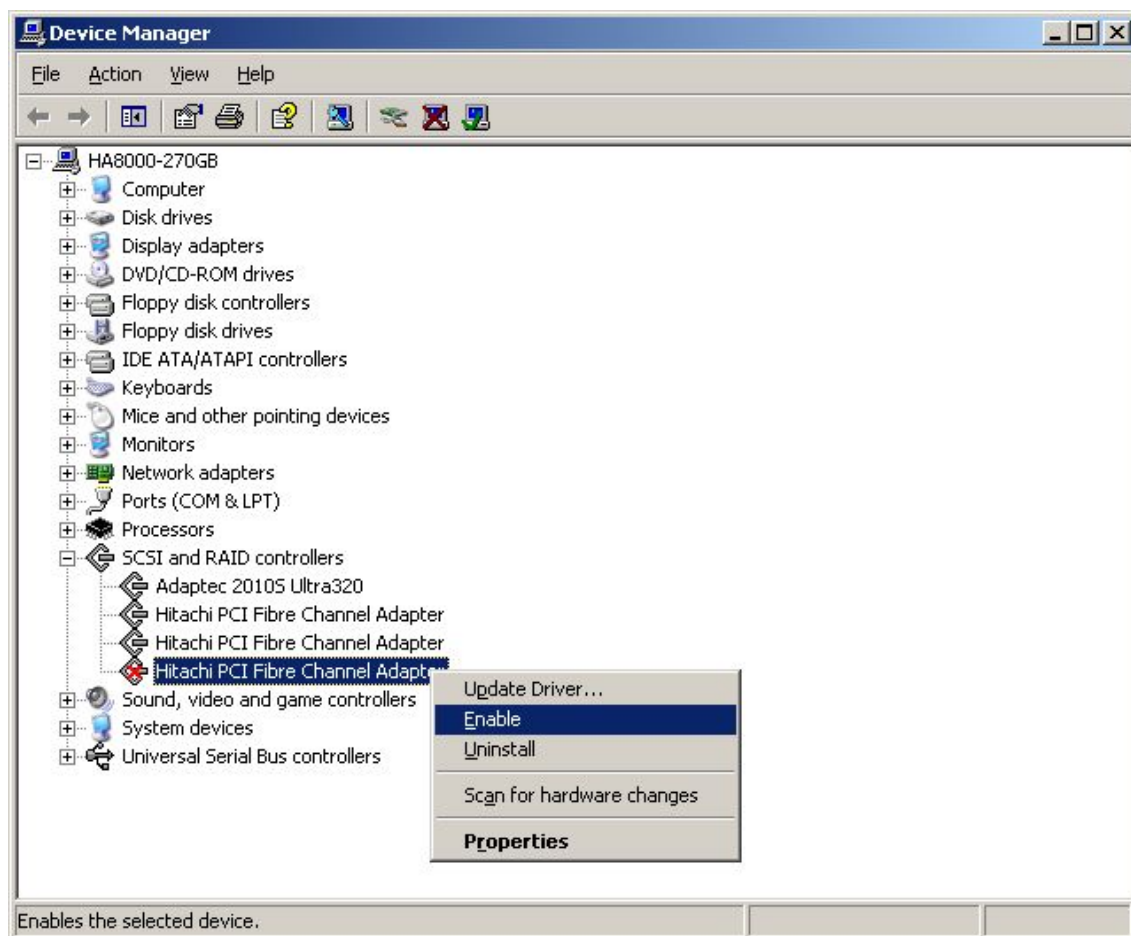 Device Manager
File Action View Help
HA8000-270GB
Computer
Disk drives
Display adapters
DVD/CD-ROM drives
Floppy disk controllers
Floppy disk drives
IDE ATA/ATAPI controllers
Keyboards
Mice and other pointing devices
Monitors
Network adapters
Ports (COM & LPT)
Processors
SCSI and RAID controllers
Adaptec 2010S Ultra320
Hitachi PCI Fibre Channel Adapter
Hitachi PCI Fibre Channel Adapter
Hitachi PCI Fibre Channel Adapter
Sound, video and game controllers
System devices
Universal Serial Bus controllers
Update Driver...
Enable
Uninstall
Scan for hardware changes
Properties
Enables the selected device.